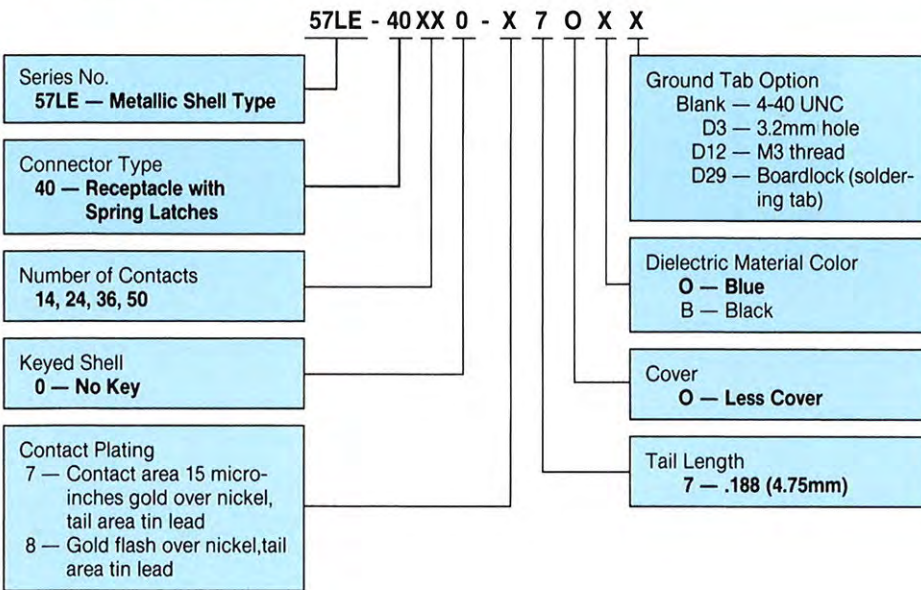 57LE - 40 XX 0 - X 7 O X X
Series No.
57LE — Metallic Shell Type
Connector Type
40 — Receptacle with
Spring Latches
Number of Contacts
14, 24, 36, 50
Keyed Shell
0 — No Key
Contact Plating
7 — Contact area 15 micro-
inches gold over nickel,
tail area tin lead
8 — Gold flash over nickel,tail
area tin lead
Ground Tab Option
Blank — 4-40 UNC
D3 — 3.2mm hole
D12 — M3 thread
D29 — Boardlock (solder-
ing tab)
Dielectric Material Color
O — Blue
B — Black
Cover
O — Less Cover
Tail Length
7 — .188 (4.75mm)